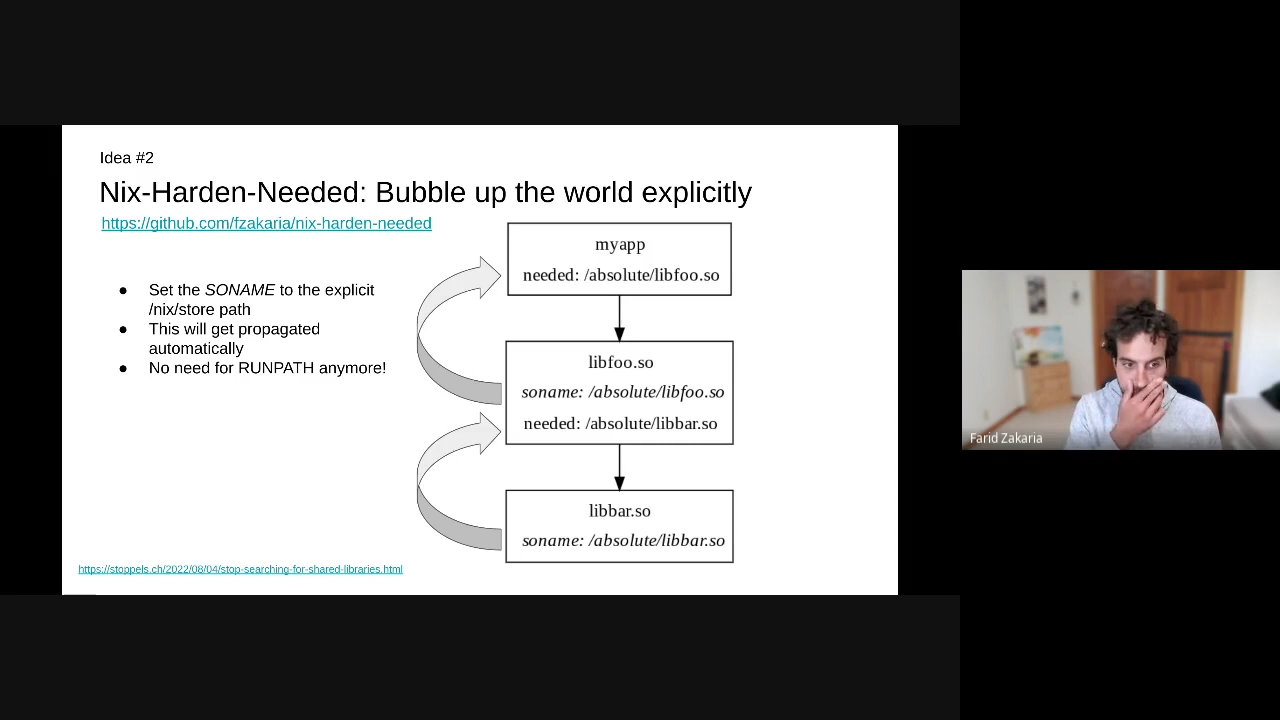 Idea #2
Nix-Harden-Needed: Bubble up the world explicitly
https://github.com/fzakaria/nix-harden-needed
● Set the SONAME to the explicit
/nix/store path
● This will get propagated
automatically
● No need for RUNPATH anymore!
myapp
needed: /absolute/libfoo.so
libfoo.so
soname: /absolute/libfoo.so
needed: /absolute/libbar.so
libbar.so
soname: /absolute/libbar.so
https://stoppels.ch/2022/08/04/stop-searching-for-shared-libraries.html
Farid Zakaria